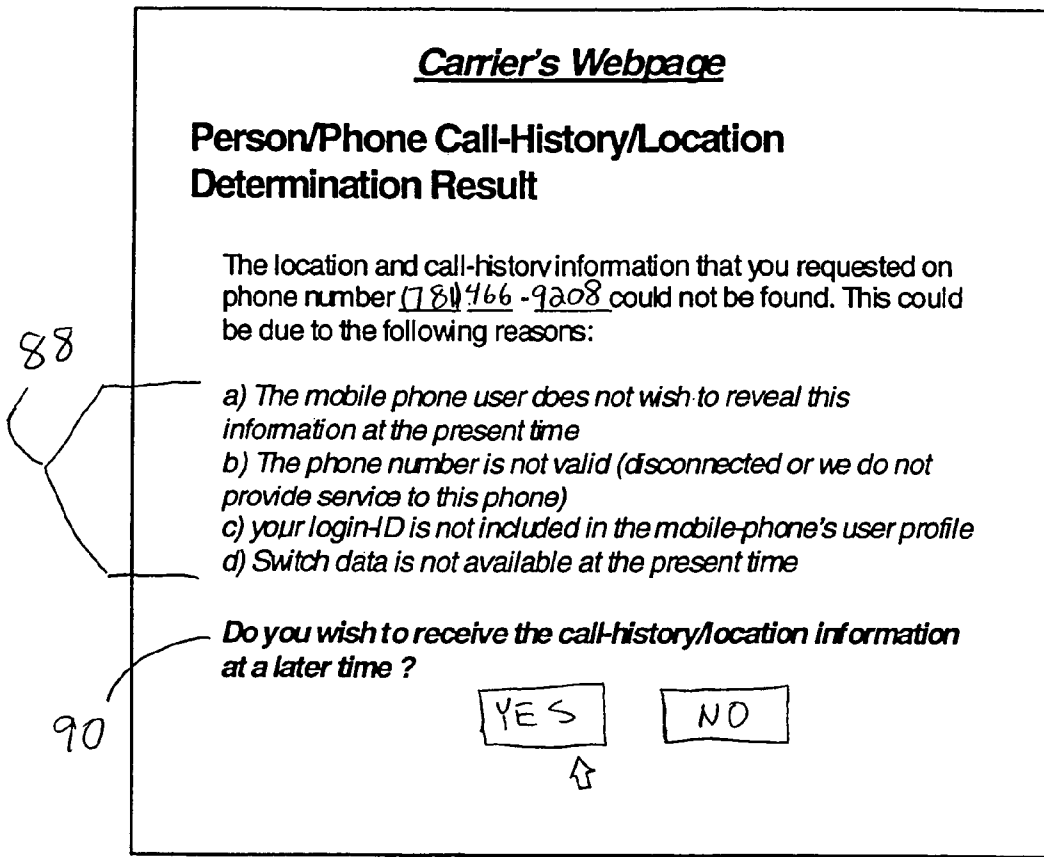 Carrier's Webpage
Person/Phone Call-History/Location
Determination Result
The location and call-history information that you requested on
phone number (781) 466-9208 could not be found. This could
be due to the following reasons:
88
a) The mobile phone user does not wish to reveal this
information at the present time
b) The phone number is not valid (disconnected or we do not
provide service to this phone)
c) your login-ID is not included in the mobile-phone's user profile
d) Switch data is not available at the present time
Do you wish to receive the call-history/location information
at a later time ?
90
YES NO